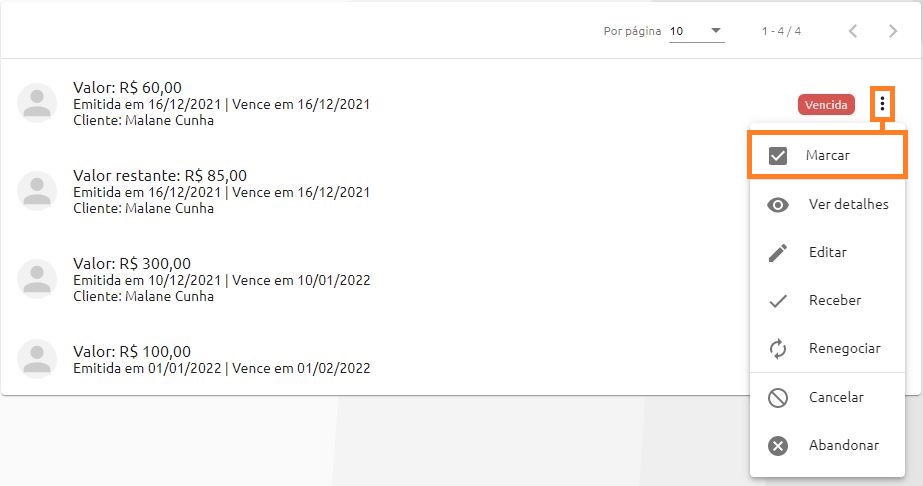 Por página 10 1 - 4 / 4
Valor: R$ 60,00
Emitida em 16/12/2021 | Vence em 16/12/2021
Cliente: Malane Cunha
Vencida
Marcar
Valor restante: R$ 85,00
Emitida em 16/12/2021 | Vence em 16/12/2021
Cliente: Malane Cunha
Ver detalhes
Editar
Valor: R$ 300,00
Emitida em 10/12/2021 | Vence em 10/01/2022
Cliente: Malane Cunha
Receber
Renegociar
Valor: R$ 100,00
Emitida em 01/01/2022 | Vence em 01/02/2022
Cancelar
Abandonar